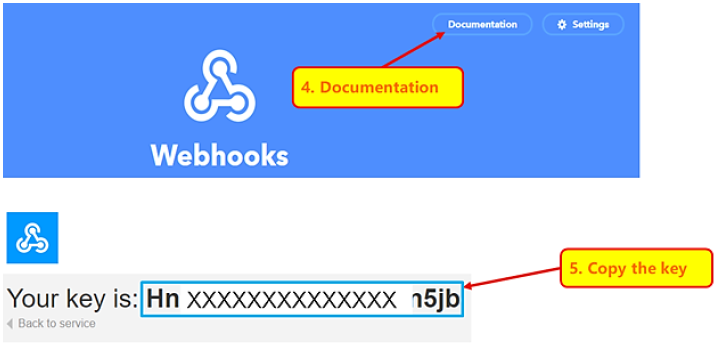 Documentation
Settings
4. Documentation
Webhooks
5. Copy the key
Your key is: Hn XXXXXXXXXXXXXX n5jb
Back to service